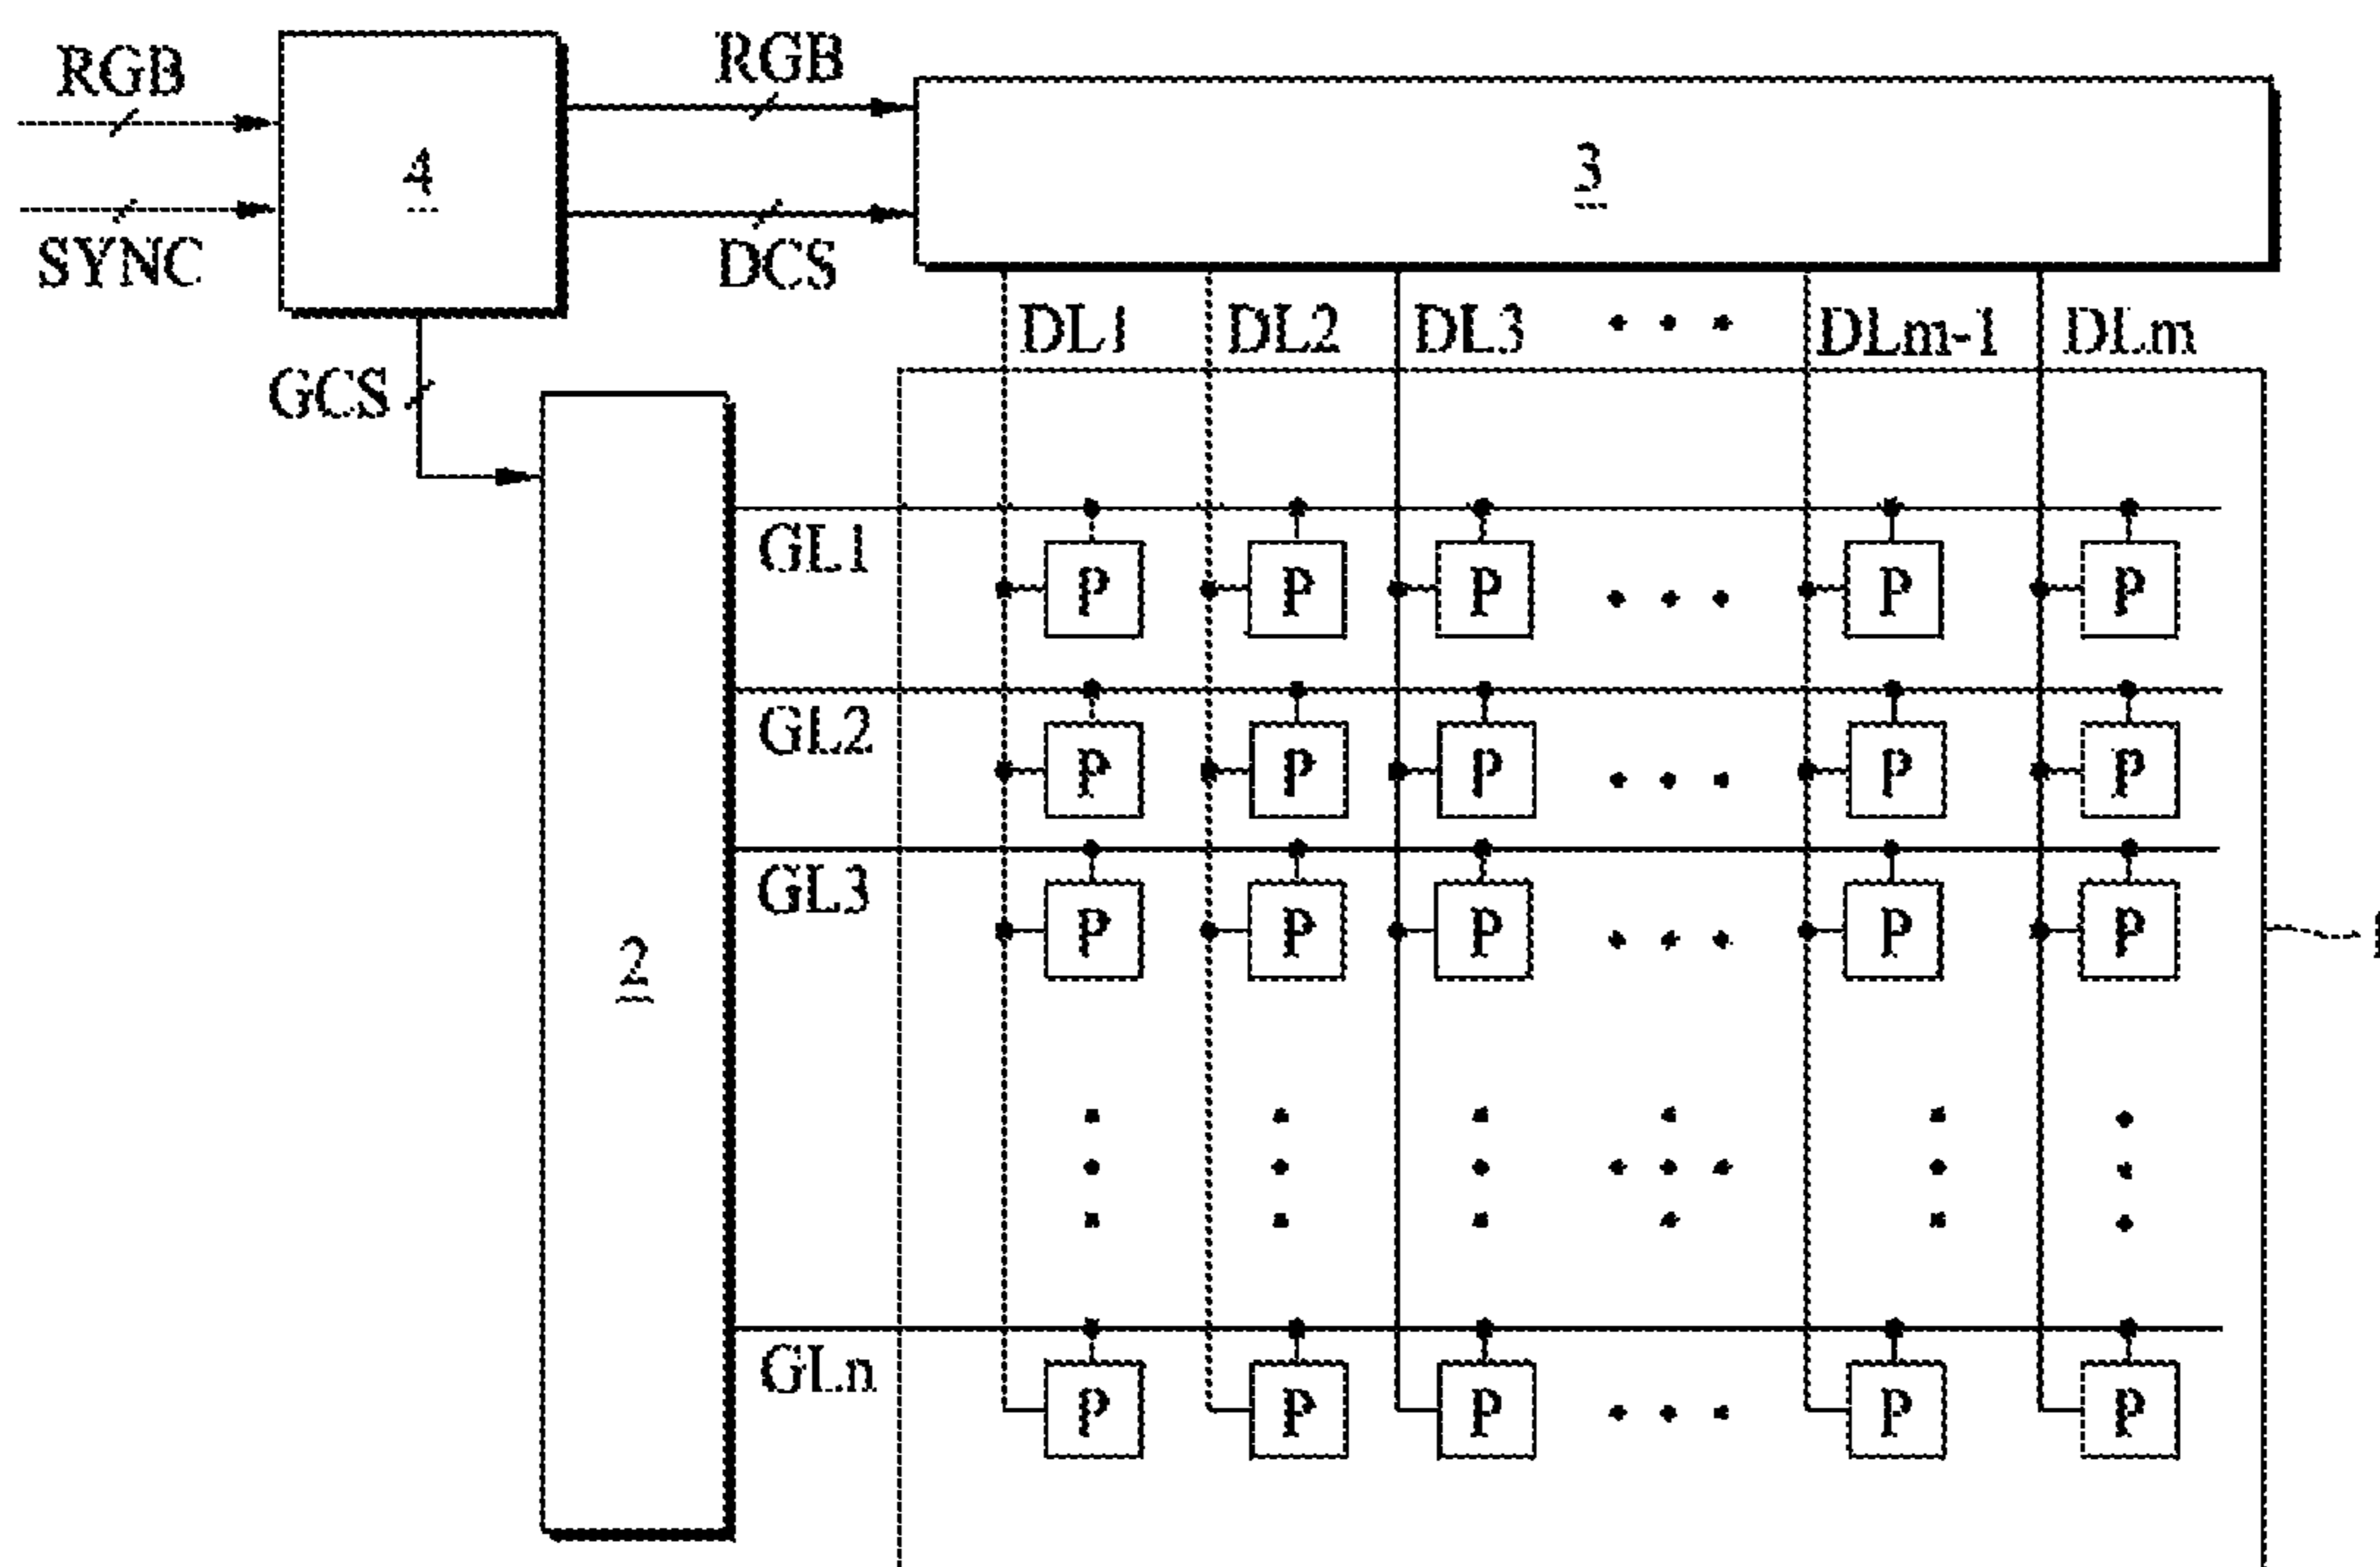 RGB
RGB
4
3
SYNC
DCS
DL1 DL2 DL3 • • • DLm-1 DLm
GCS
GL1
P P P • • • P P
GL2
P P P • • • P P
GL3
P P P • • • P P
2
GLn
P P P • • • P P